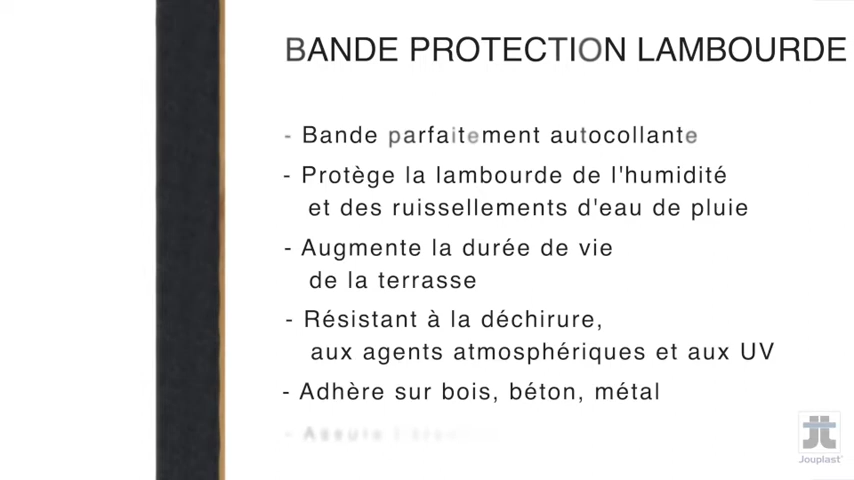 BANDE PROTECTION LAMBOURDE
- Bande parfaitement autocollante
- Protège la lambourde de l'humidité
et des ruissellements d'eau de pluie
- Augmente la durée de vie
de la terrasse
- Résistant à la déchirure,
aux agents atmosphériques et aux UV
- Adhère sur bois, béton, métal
- Assure
Jouplast